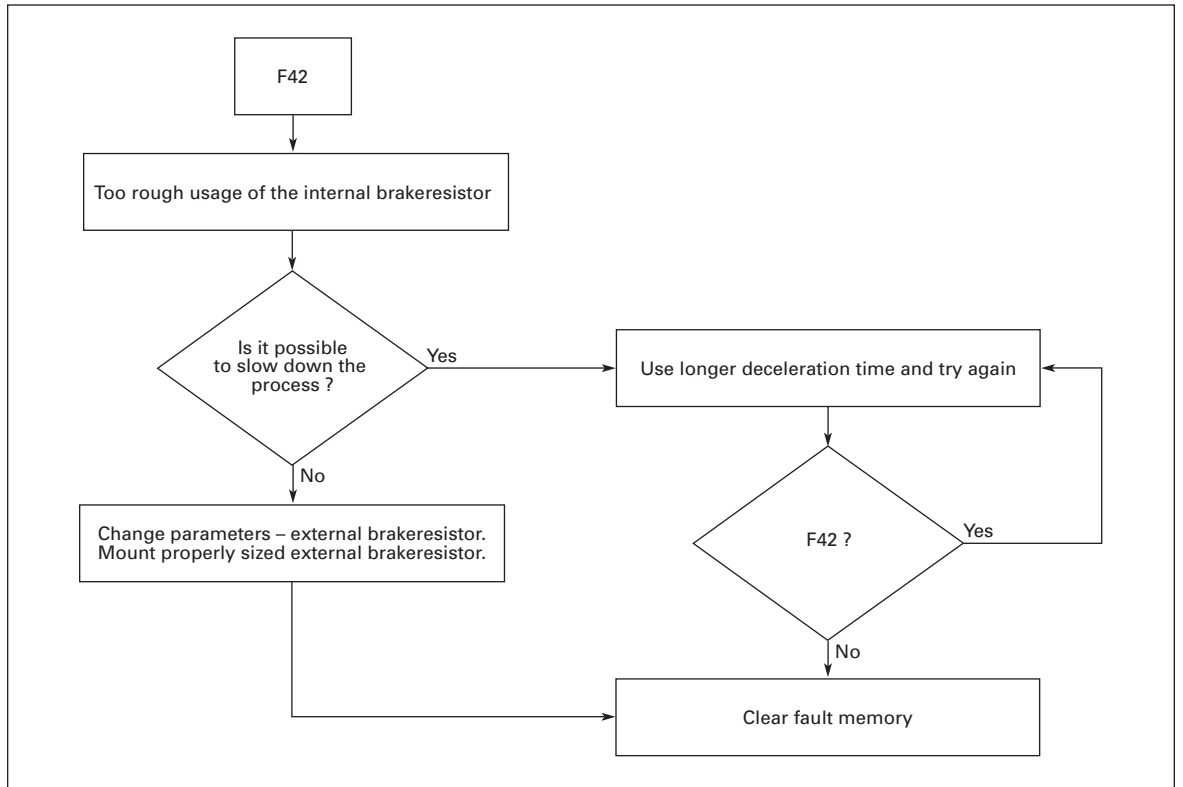 F42
Too rough usage of the internal brakeresistor
Is it possible
to slow down the
process ?
Yes
Use longer deceleration time and try again
No
Change parameters – external brakeresistor.
Mount properly sized external brakeresistor.
F42 ?
Yes
No
Clear fault memory